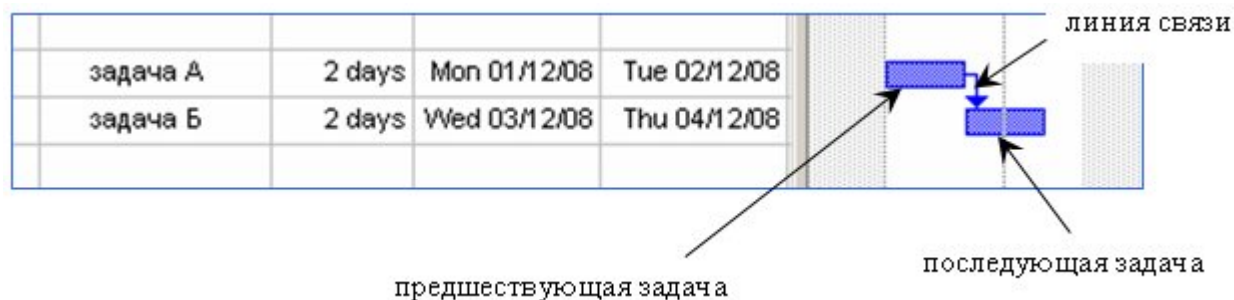 линия связи
задача А 2 days Mon 01/12/08 Tue 02/12/08
задача Б 2 days Wed 03/12/08 Thu 04/12/08
последующая задача
предшествующая задача